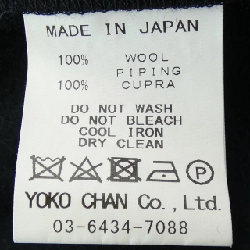 MADE IN JAPAN
100% WOOL
PIPING
100% CUPRA
DO NOT WASH
DO NOT BLEACH
COOL IRON
DRY CLEAN
P
YOKO CHAN Co., Ltd.
03-6434-7088